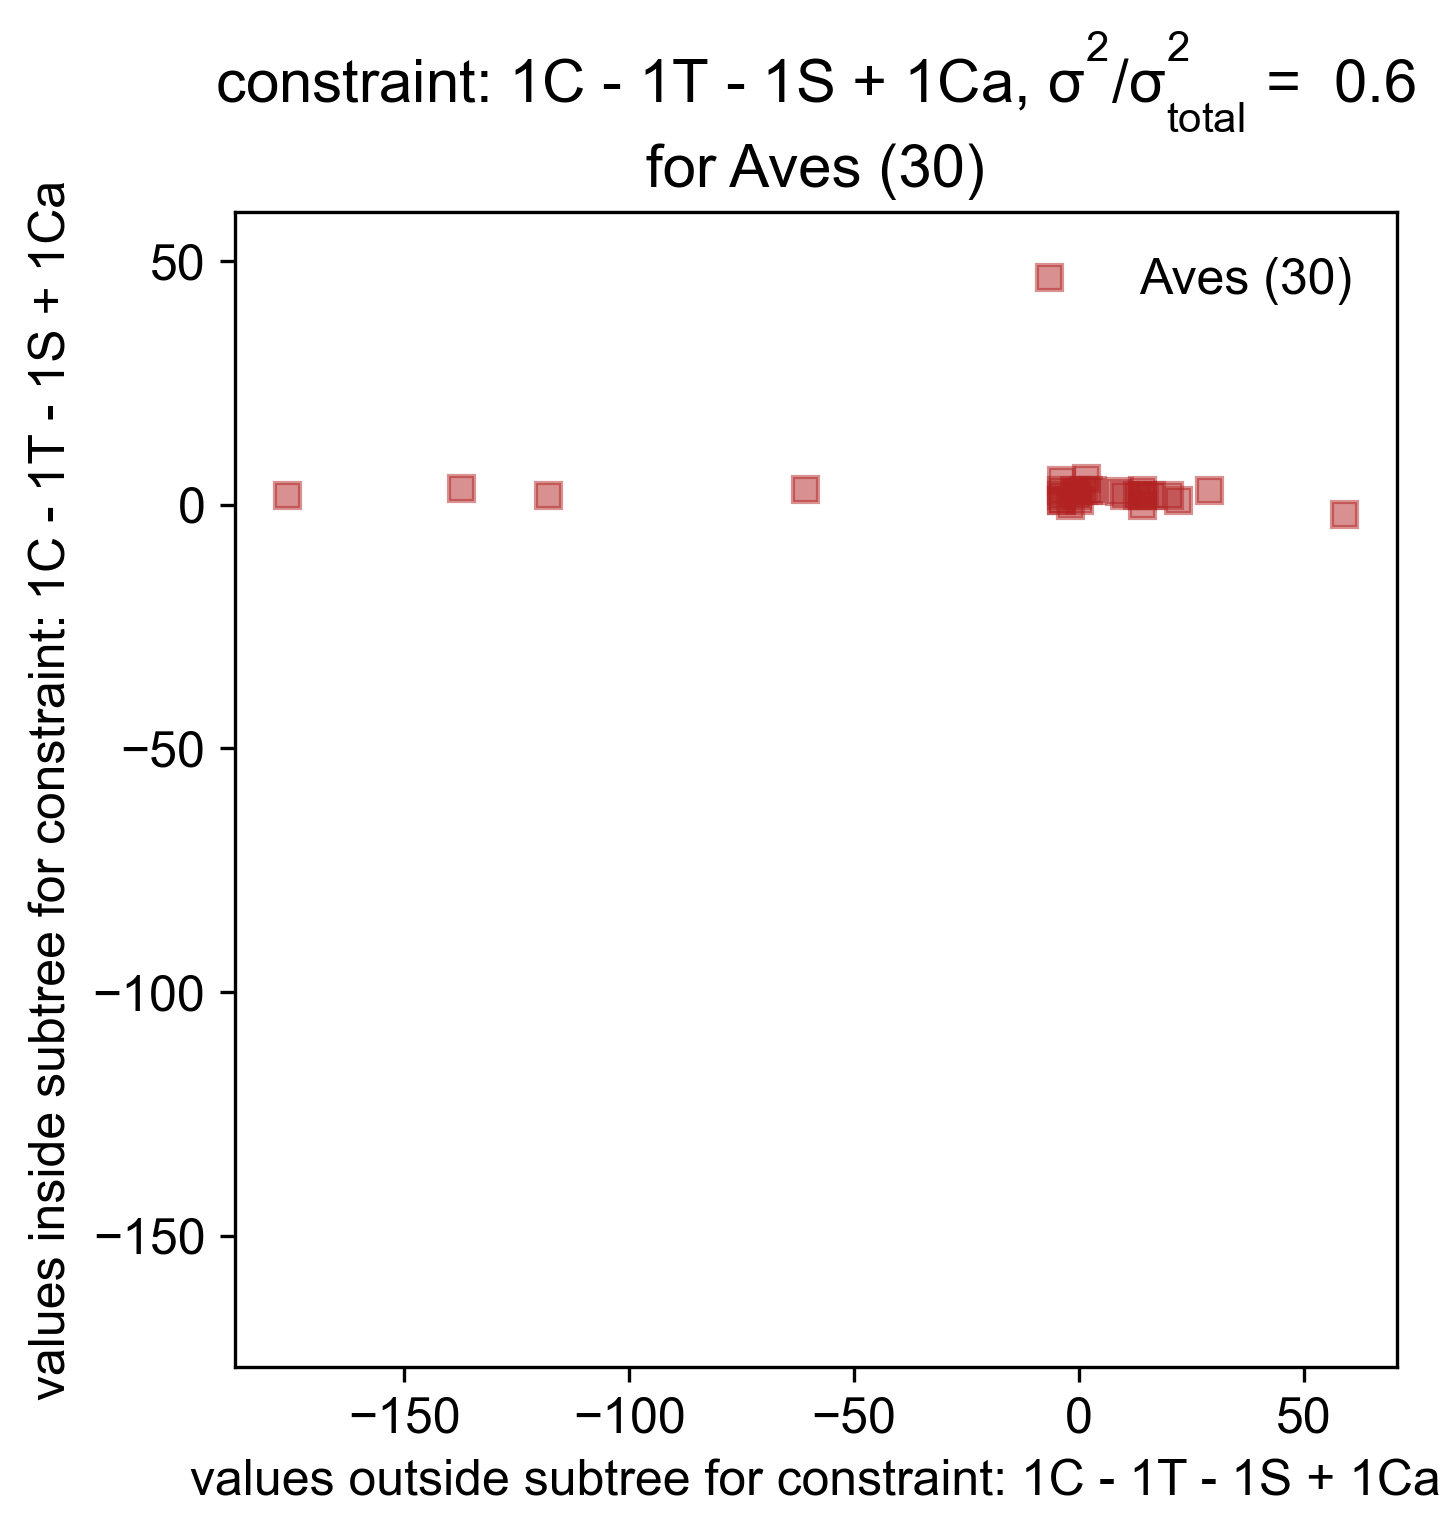 constraint: 1C - 1T - 1S + 1Ca, σ²/σ²total = 0.6
for Aves (30)
Aves (30)
values inside subtree for constraint: 1C - 1T - 1S + 1Ca
50
0
−50
−100
−150
−150
−100
−50
0
50
values outside subtree for constraint: 1C - 1T - 1S + 1Ca